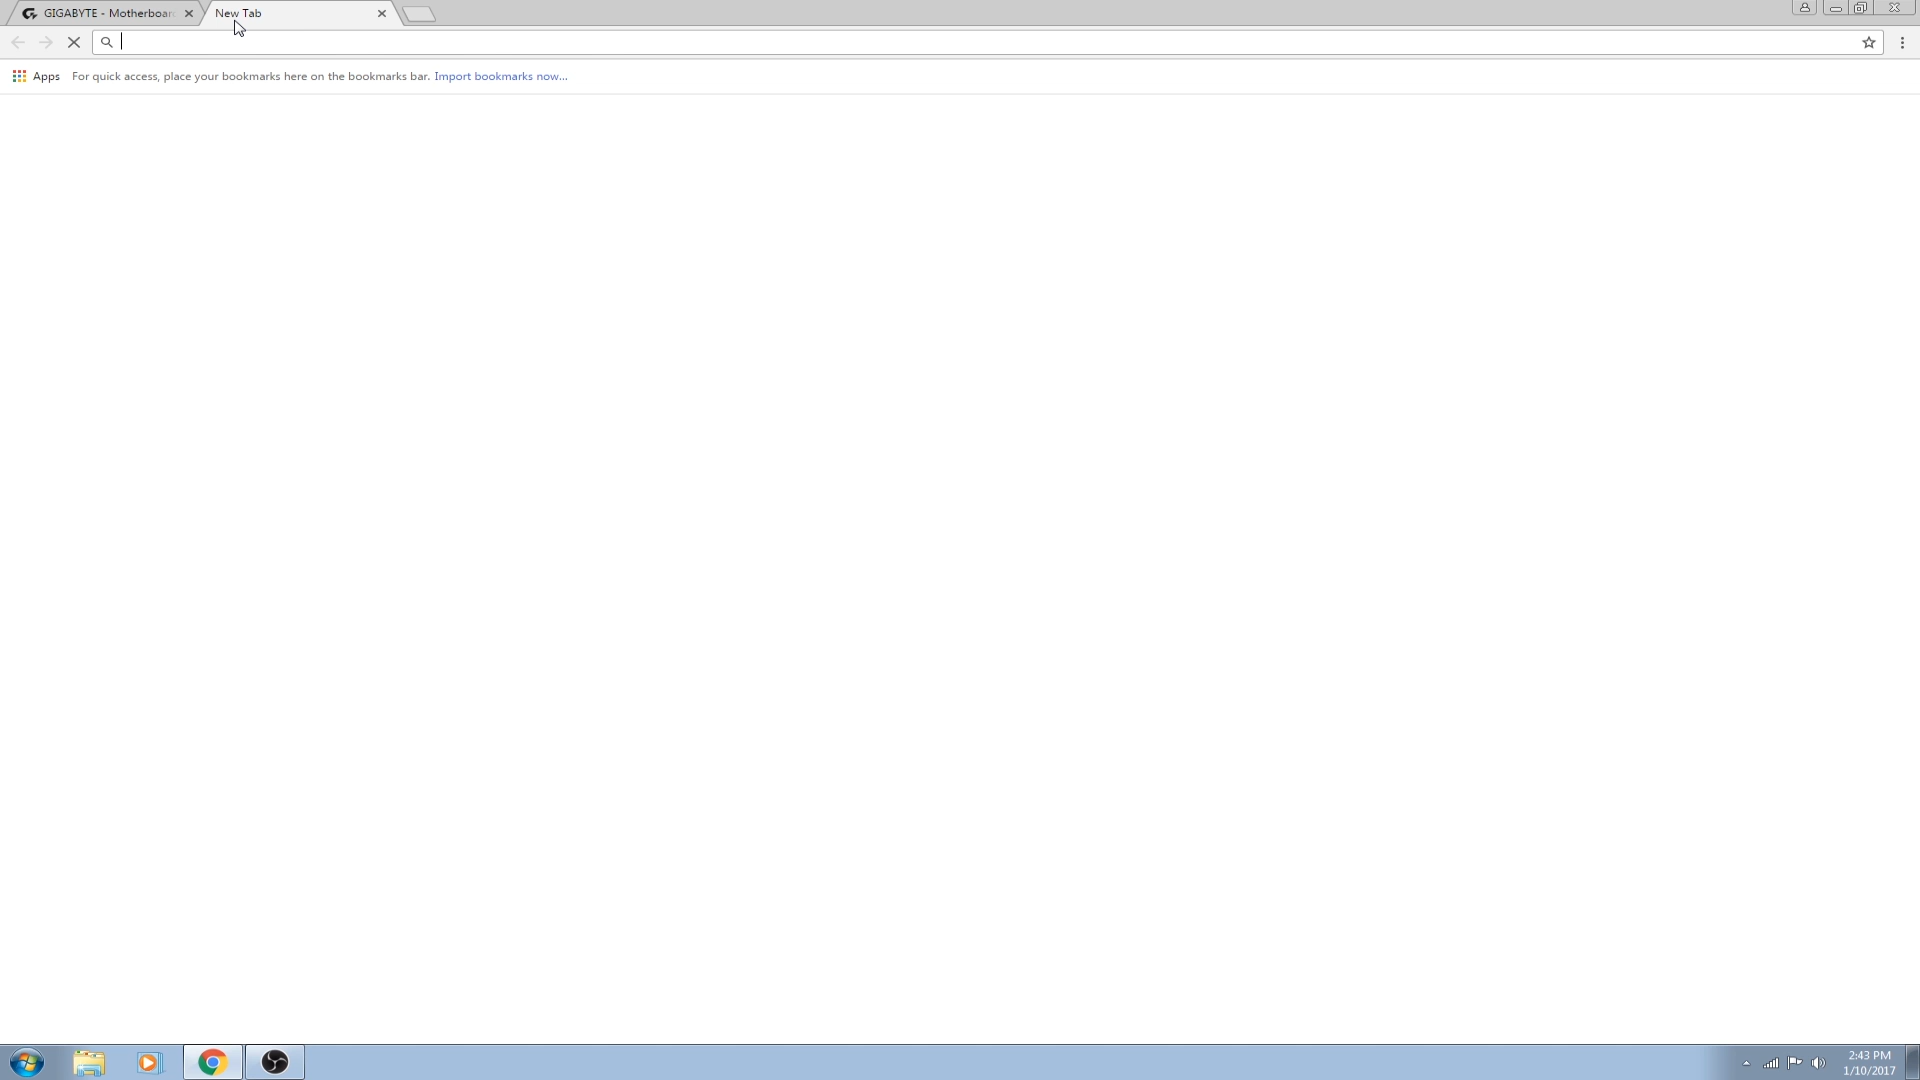 GIGABYTE - Motherboard
New Tab
Apps
For quick access, place your bookmarks here on the bookmarks bar. Import bookmarks now...
2:43 PM
1/10/2017